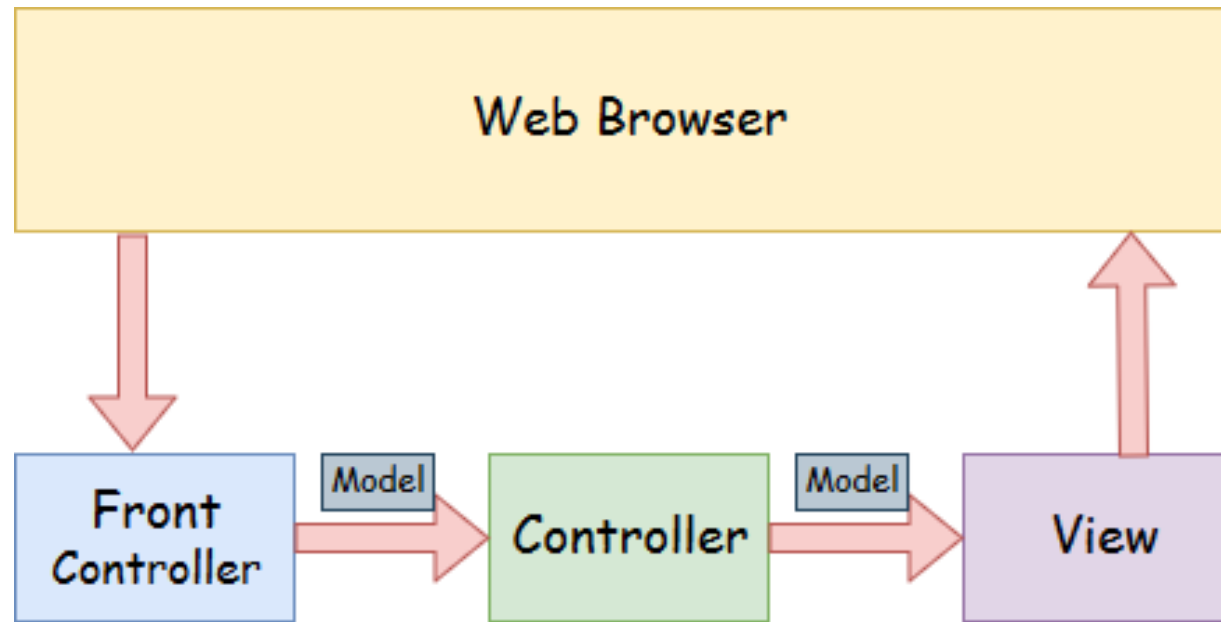 Web Browser
Front
Controller
Model
Controller
Model
View